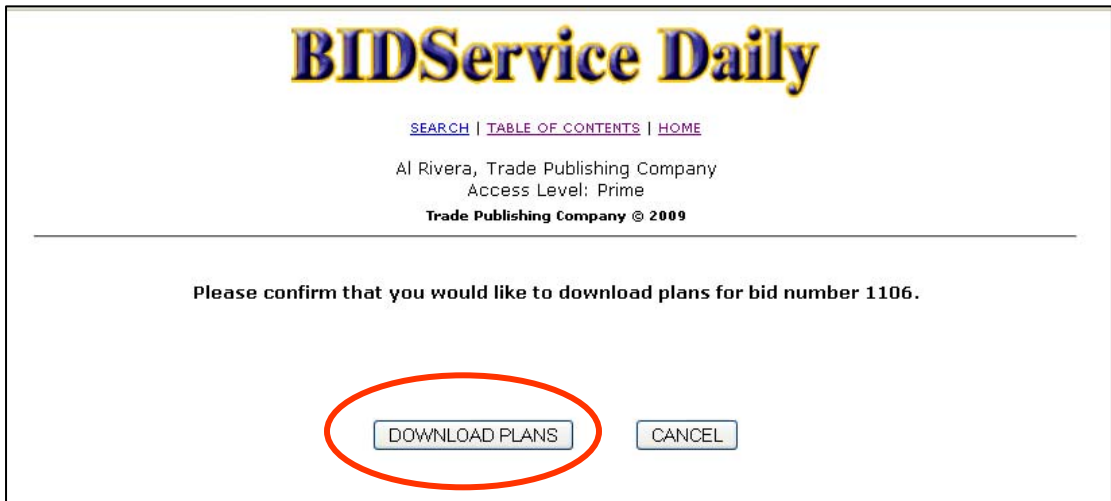 BIDService Daily
SEARCH | TABLE OF CONTENTS | HOME
Al Rivera, Trade Publishing Company
Access Level: Prime
Trade Publishing Company © 2009
Please confirm that you would like to download plans for bid number 1106.
DOWNLOAD PLANS CANCEL